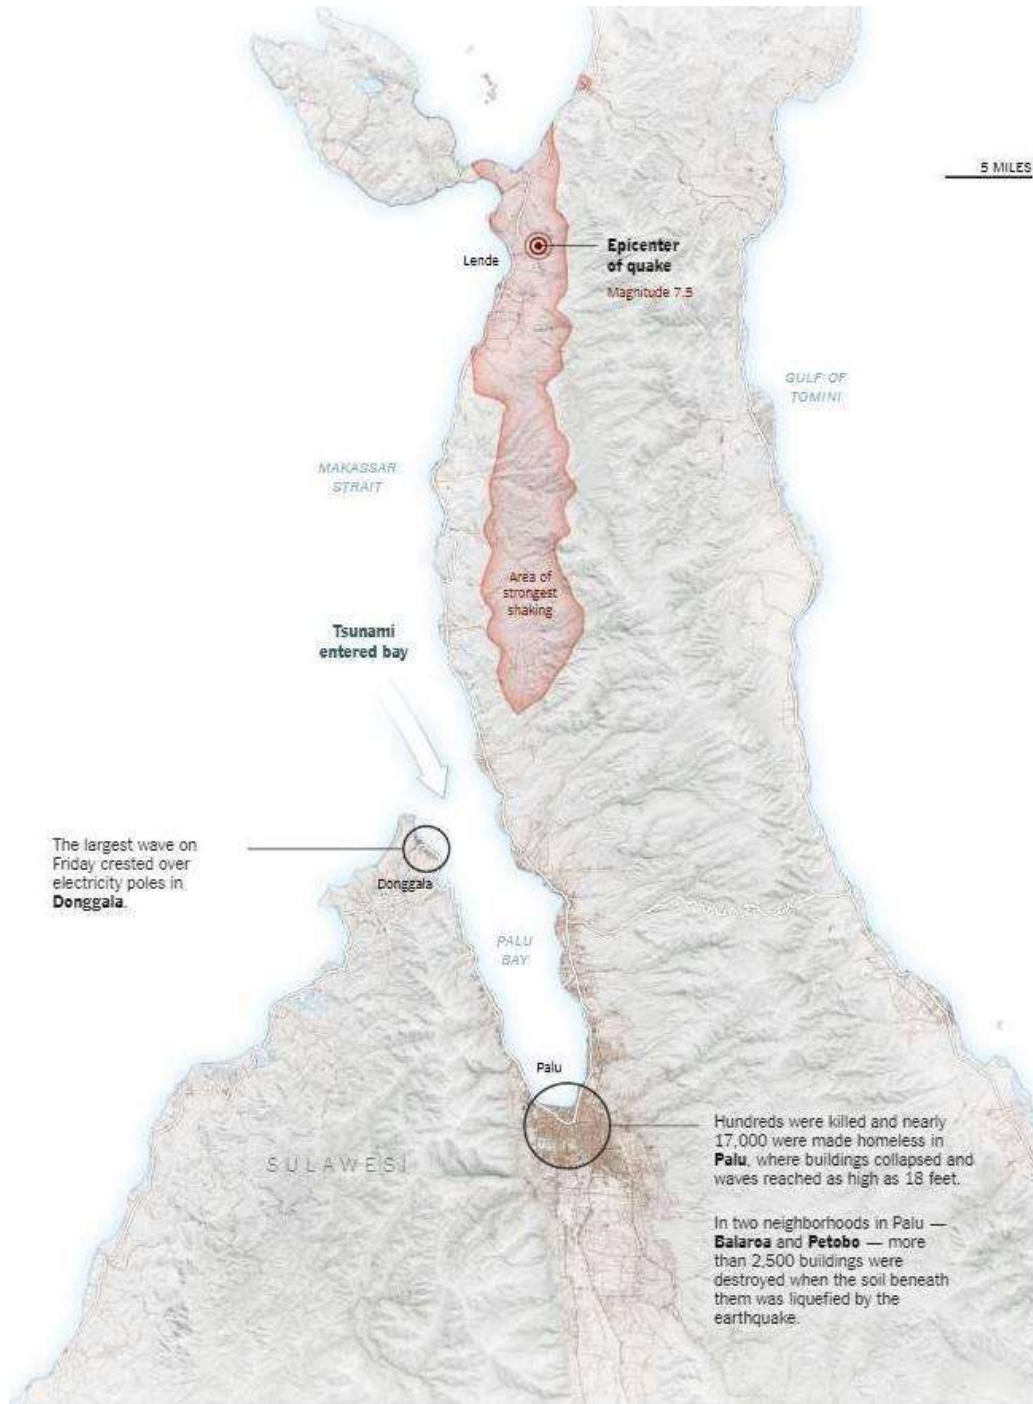 5 MILES
Lende
Epicenter
of quake
Magnitude 7.5
GULF OF
TOMINI
MAKASSAR
STRAIT
Area of
strongest
shaking
Tsunami
entered bay
The largest wave on
Friday crested over
electricity poles in
Donggala.
Donggala
PALU
BAY
Palu
SULAWESI
Hundreds were killed and nearly
17,000 were made homeless in
Palu, where buildings collapsed and
waves reached as high as 18 feet.
In two neighborhoods in Palu —
Balaroa and Petobo — more
than 2,500 buildings were
destroyed when the soil beneath
them was liquefied by the
earthquake.